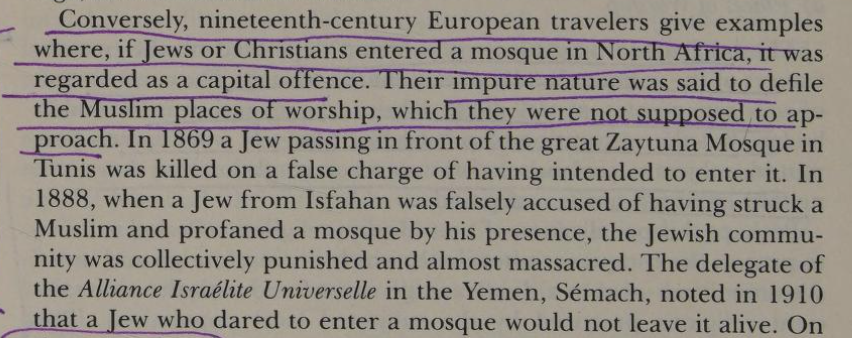 Conversely, nineteenth-century European travelers give examples
where, if Jews or Christians entered a mosque in North Africa, it was
regarded as a capital offence. Their impure nature was said to defile
the Muslim places of worship, which they were not supposed to ap-
proach. In 1869 a Jew passing in front of the great Zaytuna Mosque in
Tunis was killed on a false charge of having intended to enter it. In
1888, when a Jew from Isfahan was falsely accused of having struck a
Muslim and profaned a mosque by his presence, the Jewish commu-
nity was collectively punished and almost massacred. The delegate of
the Alliance Israélite Universelle in the Yemen, Sémach, noted in 1910
that a Jew who dared to enter a mosque would not leave it alive. On